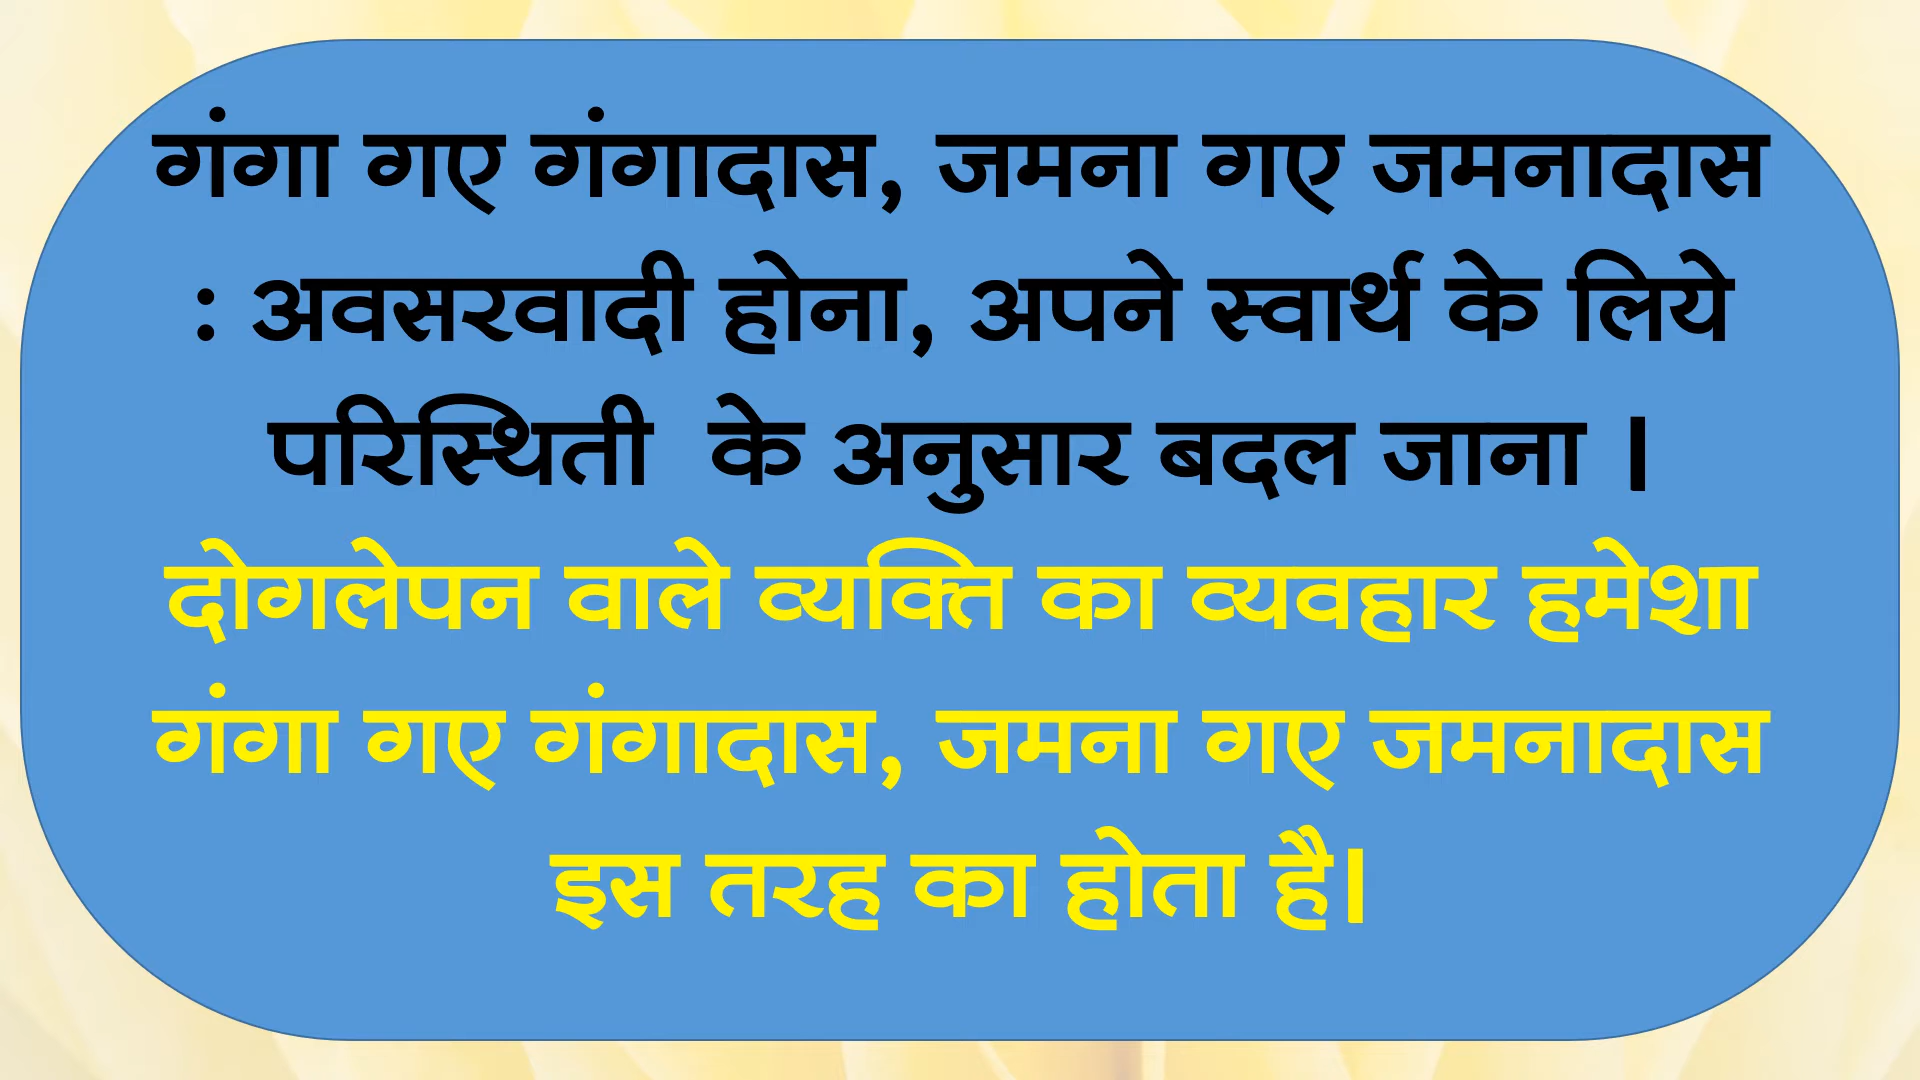 गंगा गए गंगादास, जमना गए जमनादास
: अवसरवादी होना, अपने स्वार्थ के लिये
परिस्थिती के अनुसार बदल जाना ।
दोगलेपन वाले व्यक्ति का व्यवहार हमेशा
गंगा गए गंगादास, जमना गए जमनादास
इस तरह का होता है।